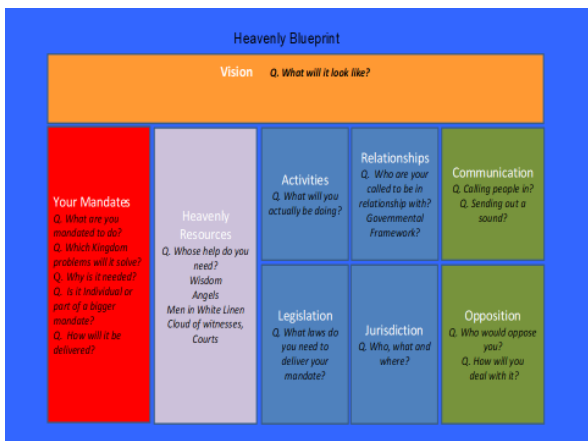 Heavenly Blueprint
Vision Q. What will it look like?
Your Mandates
Q. What are you
mandated to do?
Q. Which Kingdom
problems will it solve?
Q. Why is it needed?
Q. Is it Individual or
part of a bigger
mandate?
Q. How will it be
delivered?
Heavenly
Resources
Q. Whose help do you
need?
Wisdom
Angels
Men in White Linen
Cloud of witnesses,
Courts
Activities
Q. What will you
actually be doing?
Relationships
Q. Who are your
called to be in
relationship with?
Governmental
Framework?
Communication
Q. Calling people in?
Q. Sending out a
sound?
Legislation
Q. What laws do
you need to
deliver your
mandate?
Jurisdiction
Q. Who, what and
where?
Opposition
Q. Who would oppose
you?
Q. How will you
deal with it?